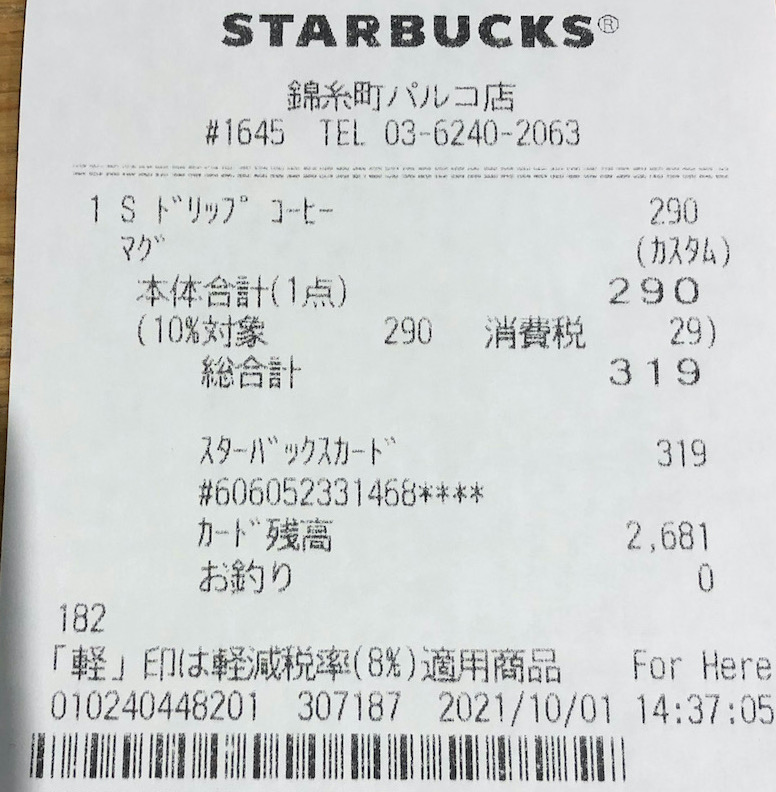 STARBUCKS®
錦糸町パルコ店
#1645 TEL 03-6240-2063
1 S ドリップ コーヒー 290
マグ (カスタム)
本体合計(1点) 290
(10%対象 290 消費税 29)
総合計 319
スターバックスカード 319
#606052331468****
カード残高 2,681
お釣り 0
182
「軽」印は軽減税率(8%)適用商品 For Here
010240448201 307187 2021/10/01 14:37:05